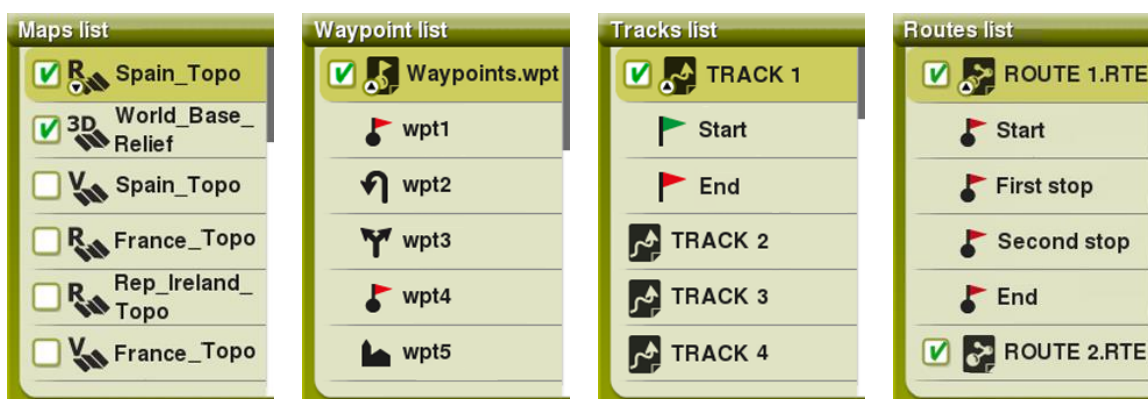 Maps list
R Spain_Topo
3D World_Base_
Relief
V Spain_Topo
R France_Topo
R Rep_Ireland_
Topo
V France_Topo
Waypoint list
Waypoints.wpt
wpt1
wpt2
wpt3
wpt4
wpt5
Tracks list
TRACK 1
Start
End
TRACK 2
TRACK 3
TRACK 4
Routes list
ROUTE 1.RTE
Start
First stop
Second stop
End
ROUTE 2.RTE